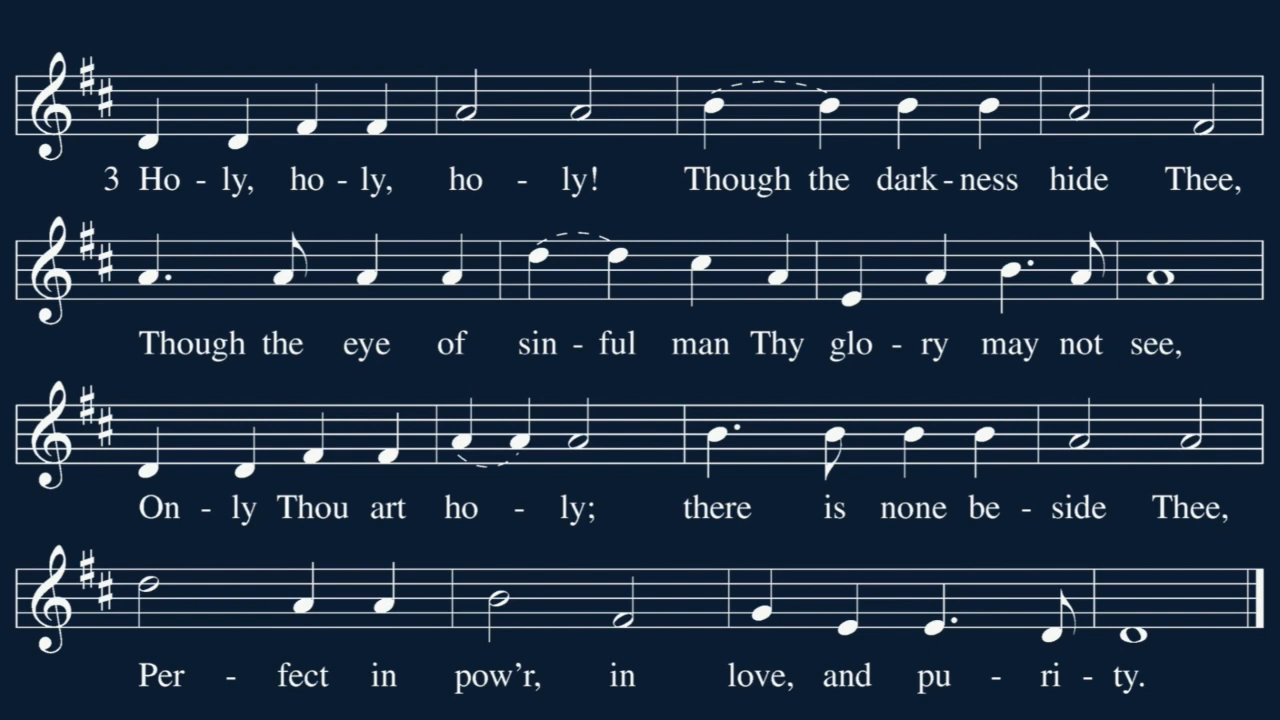 3 Ho - ly, ho - ly, ho - ly! Though the dark - ness hide Thee,
Though the eye of sin - ful man Thy glo - ry may not see,
On - ly Thou art ho - ly; there is none be - side Thee,
Per - fect in pow'r, in love, and pu - ri - ty.